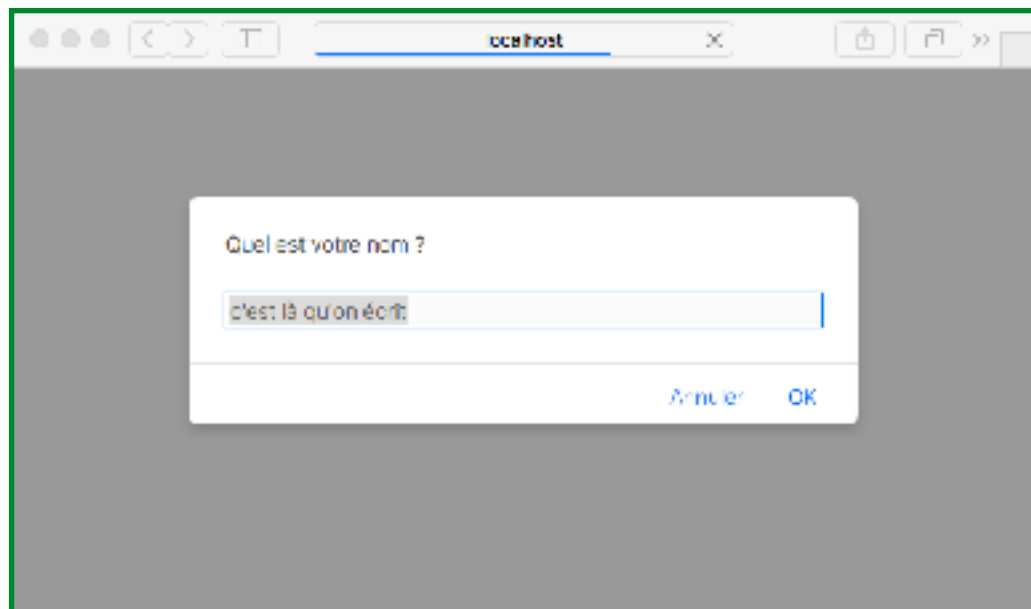 localhost
Quel est votre nom ?
c'est là qu'on écrit
Annuler OK